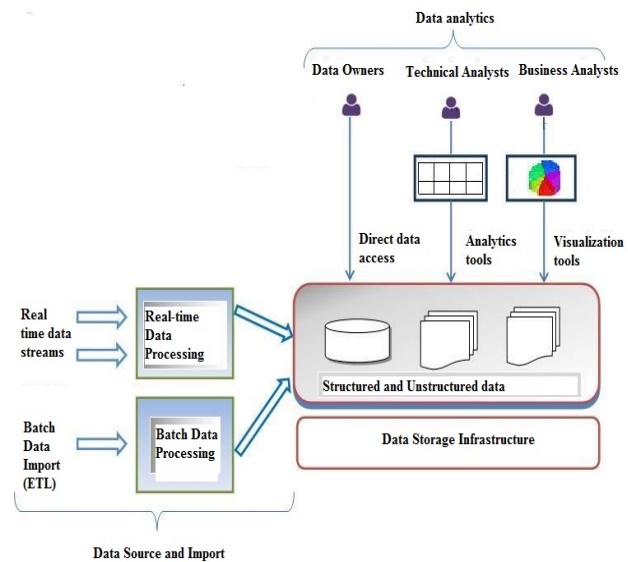 Data analytics
Data Owners
Technical Analysts
Business Analysts
Direct data
access
Analytics
tools
Visualization
tools
Real
time data
streams
Real-time
Data
Processing
Structured and Unstructured data
Batch
Data
Import
(ETL)
Batch Data
Processing
Data Storage Infrastructure
Data Source and Import